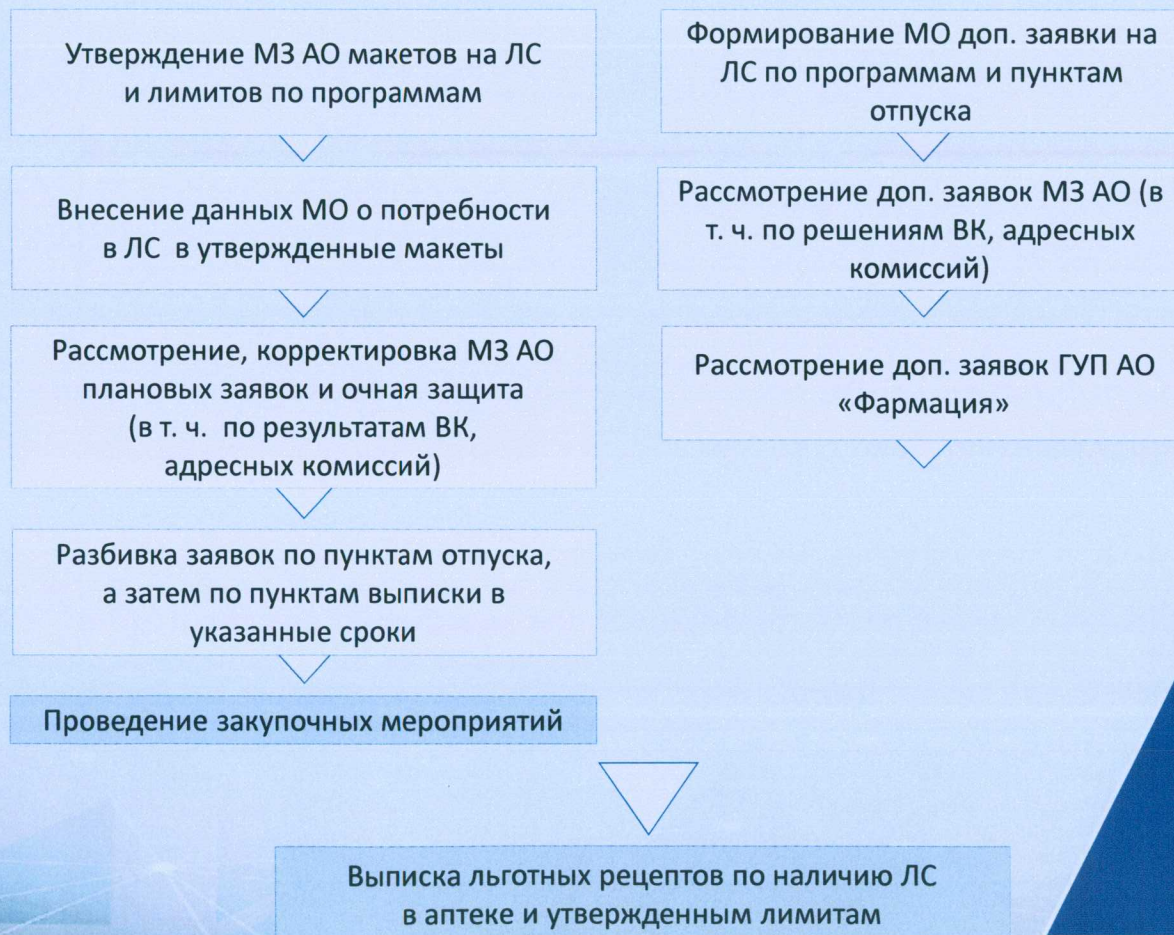 Утверждение МЗ АО макетов на ЛС
и лимитов по программам
Внесение данных МО о потребности
в ЛС в утвержденные макеты
Рассмотрение, корректировка МЗ АО
плановых заявок и очная защита
(в т. ч. по результатам ВК,
адресных комиссий)
Разбивка заявок по пунктам отпуска,
а затем по пунктам выписки в
указанные сроки
Проведение закупочных мероприятий
Формирование МО доп. заявки на
ЛС по программам и пунктам
отпуска
Рассмотрение доп. заявок МЗ АО (в
т. ч. по решениям ВК, адресных
комиссий)
Рассмотрение доп. заявок ГУП АО
«Фармация»
Выписка льготных рецептов по наличию ЛС
в аптеке и утвержденным лимитам